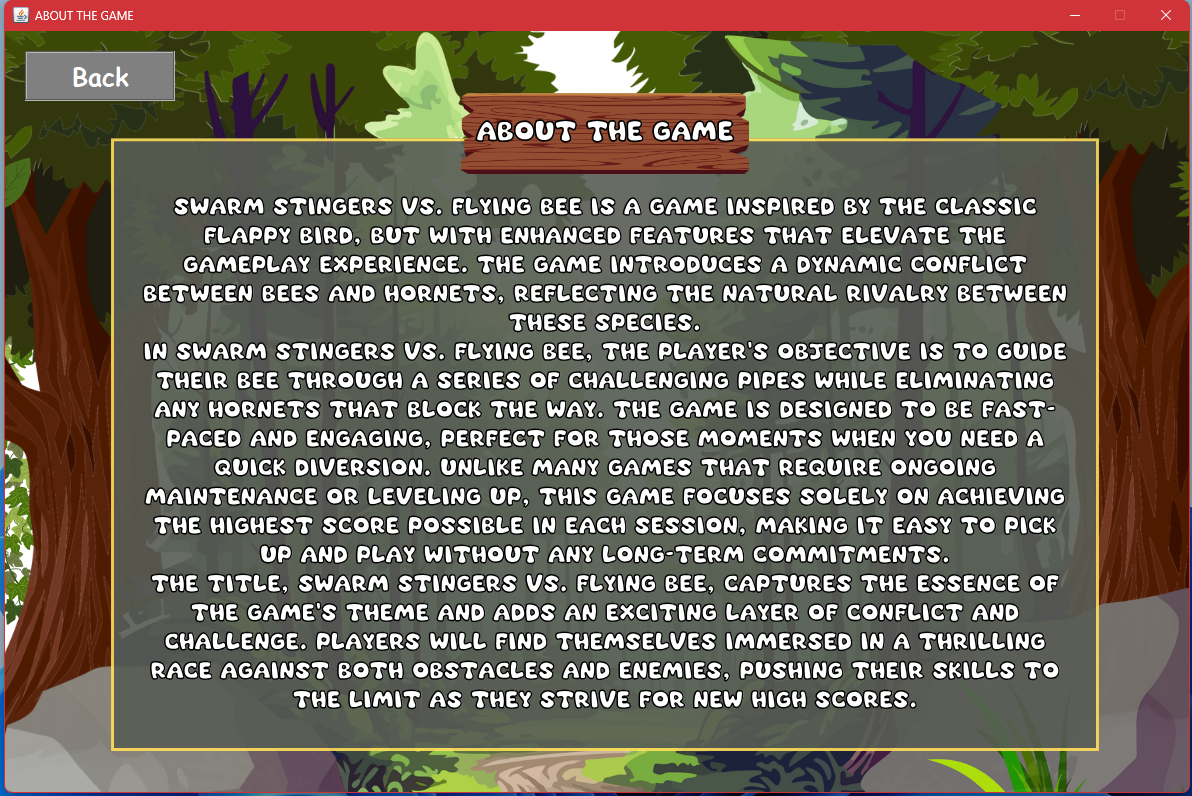 ABOUT THE GAME
Back
ABOUT THE GAME
SWARM STINGERS VS. FLYING BEE IS A GAME INSPIRED BY THE CLASSIC
FLAPPY BIRD, BUT WITH ENHANCED FEATURES THAT ELEVATE THE
GAMEPLAY EXPERIENCE. THE GAME INTRODUCES A DYNAMIC CONFLICT
BETWEEN BEES AND HORNETS, REFLECTING THE NATURAL RIVALRY BETWEEN
THESE SPECIES.
IN SWARM STINGERS VS. FLYING BEE, THE PLAYER'S OBJECTIVE IS TO GUIDE
THEIR BEE THROUGH A SERIES OF CHALLENGING PIPES WHILE ELIMINATING
ANY HORNETS THAT BLOCK THE WAY. THE GAME IS DESIGNED TO BE FAST-
PACED AND ENGAGING, PERFECT FOR THOSE MOMENTS WHEN YOU NEED A
QUICK DIVERSION. UNLIKE MANY GAMES THAT REQUIRE ONGOING
MAINTENANCE OR LEVELING UP, THIS GAME FOCUSES SOLELY ON ACHIEVING
THE HIGHEST SCORE POSSIBLE IN EACH SESSION, MAKING IT EASY TO PICK
UP AND PLAY WITHOUT ANY LONG-TERM COMMITMENTS.
THE TITLE, SWARM STINGERS VS. FLYING BEE, CAPTURES THE ESSENCE OF
THE GAME'S THEME AND ADDS AN EXCITING LAYER OF CONFLICT AND
CHALLENGE. PLAYERS WILL FIND THEMSELVES IMMERSED IN A THRILLING
RACE AGAINST BOTH OBSTACLES AND ENEMIES, PUSHING THEIR SKILLS TO
THE LIMIT AS THEY STRIVE FOR NEW HIGH SCORES.